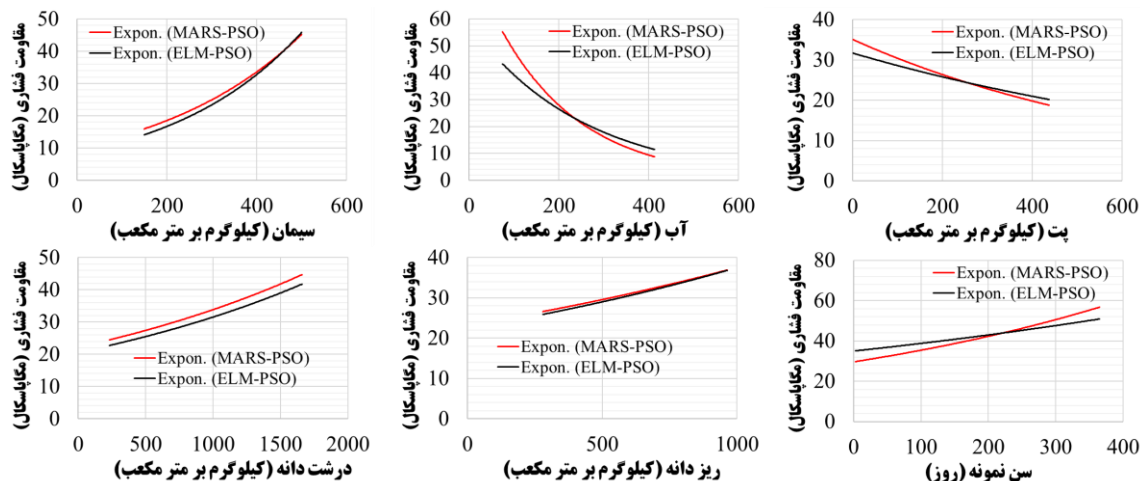 مقاومت فشاری (مگاپاسکال)
50
40
30
20
10
0
Expon. (MARS-PSO)
Expon. (ELM-PSO)
0 200 400 600
سیمان (کیلوگرم بر متر مکعب)
مقاومت فشاری (مگاپاسکال)
60
50
40
30
20
10
0
Expon. (MARS-PSO)
Expon. (ELM-PSO)
0 200 400 600
آب (کیلوگرم بر متر مکعب)
مقاومت فشاری (مگاپاسکال)
40
30
20
10
0
Expon. (MARS-PSO)
Expon. (ELM-PSO)
0 200 400 600
پت (کیلوگرم بر متر مکعب)
مقاومت فشاری (مگاپاسکال)
50
40
30
20
10
0
Expon. (MARS-PSO)
Expon. (ELM-PSO)
0 500 1000 1500 2000
درشت دانه (کیلوگرم بر متر مکعب)
مقاومت فشاری (مگاپاسکال)
40
30
20
10
0
Expon. (MARS-PSO)
Expon. (ELM-PSO)
0 500 1000
ریز دانه (کیلوگرم بر متر مکعب)
مقاومت فشاری (مگاپاسکال)
80
60
40
20
0
Expon. (MARS-PSO)
Expon. (ELM-PSO)
0 100 200 300 400
سن نمونه (روز)